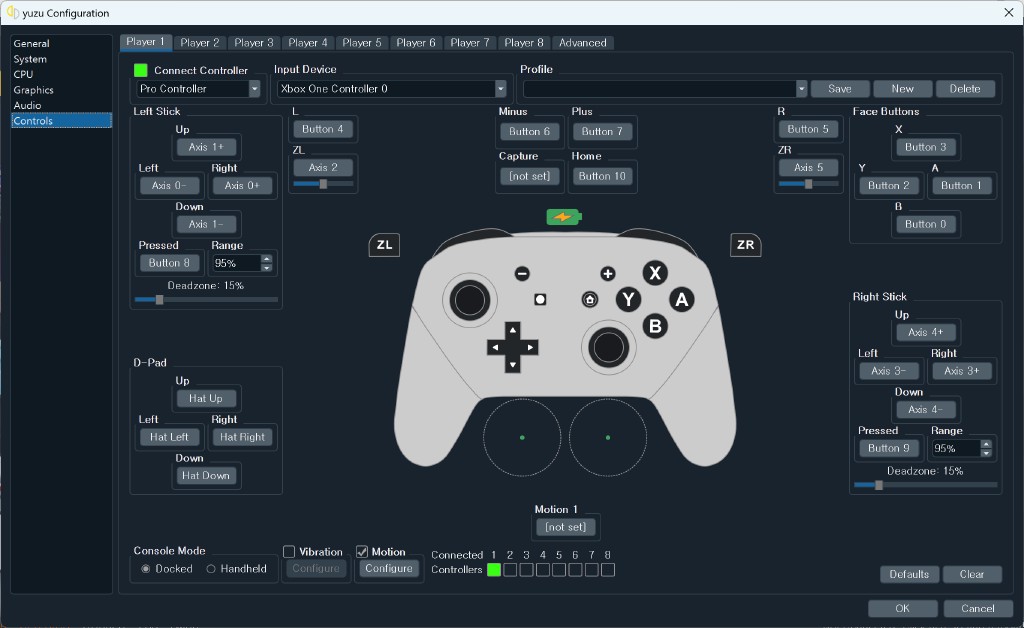 yuzu Configuration
General
System
CPU
Graphics
Audio
Controls
Player 1 Player 2 Player 3 Player 4 Player 5 Player 6 Player 7 Player 8 Advanced
Connect Controller
Pro Controller
Input Device
Xbox One Controller 0
Profile
Save New Delete
Left Stick
Up
Axis 1+
Left Right
Axis 0- Axis 0+
Down
Axis 1-
Pressed Range
Button 8 95%
Deadzone: 15%
D-Pad
Up
Hat Up
Left Right
Hat Left Hat Right
Down
Hat Down
L
Button 4
ZL
Axis 2
Minus Plus
Button 6 Button 7
Capture Home
[not set] Button 10
R
Button 5
ZR
Axis 5
Face Buttons
X
Button 3
Y A
Button 2 Button 1
B
Button 0
ZL ZR
X
Y A
B
Right Stick
Up
Axis 4+
Left Right
Axis 3- Axis 3+
Down
Axis 4-
Pressed Range
Button 9 95%
Deadzone: 15%
Motion 1
[not set]
Console Mode
Docked Handheld
Vibration
Configure
Motion
Configure
Connected 1 2 3 4 5 6 7 8
Controllers
Defaults Clear
OK Cancel